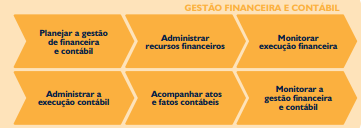 GESTÃO FINANCEIRA E CONTÁBIL
Planejar a gestão
de financeira
e contábil
Administrar
recursos financeiros
Monitorar
execução financeira
Administrar a
execução contábil
Acompanhar atos
e fatos contábeis
Monitorar a
gestão financeira
e contábil